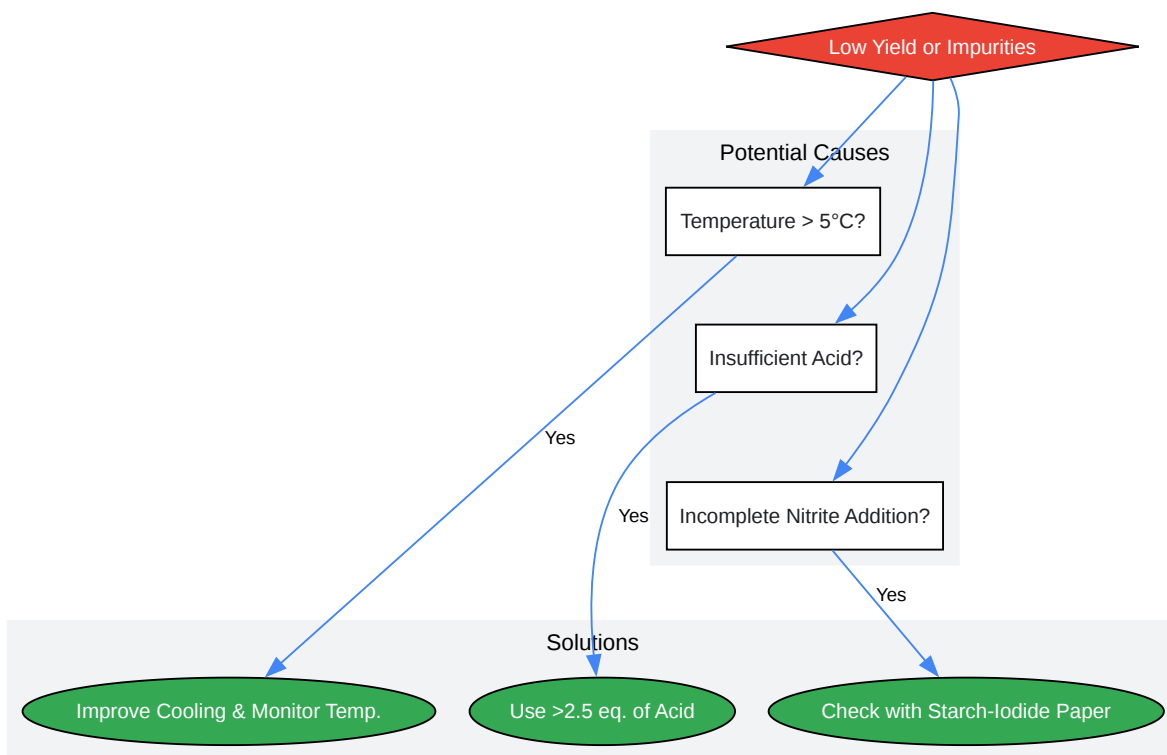 Low Yield or Impurities
Potential Causes
Temperature > 5°C?
Insufficient Acid?
Yes
Yes
Incomplete Nitrite Addition?
Yes
Solutions
Improve Cooling & Monitor Temp.
Use >2.5 eq. of Acid
Check with Starch-Iodide Paper